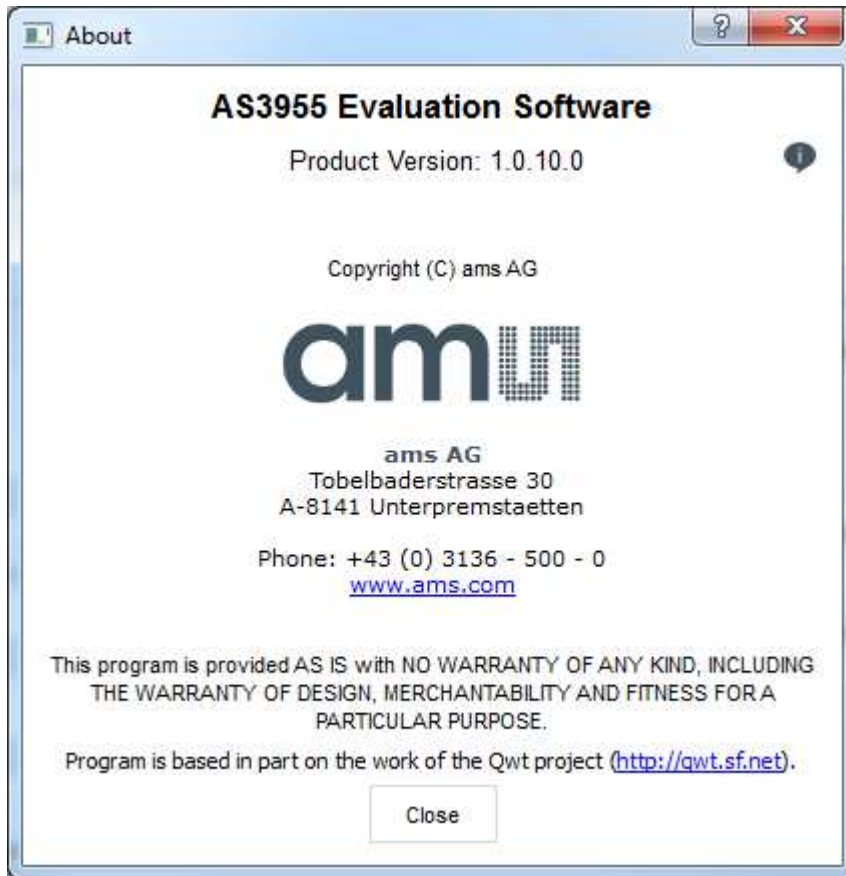 About
AS3955 Evaluation Software
Product Version: 1.0.10.0
Copyright (C) ams AG
amu
ams AG
Tobelbaderstrasse 30
A-8141 Unterpremstaetten
Phone: +43 (0) 3136 - 500 - 0
www.ams.com
This program is provided AS IS with NO WARRANTY OF ANY KIND, INCLUDING
THE WARRANTY OF DESIGN, MERCHANTABILITY AND FITNESS FOR A
PARTICULAR PURPOSE.
Program is based in part on the work of the Qwt project (http://qwt.sf.net).
Close